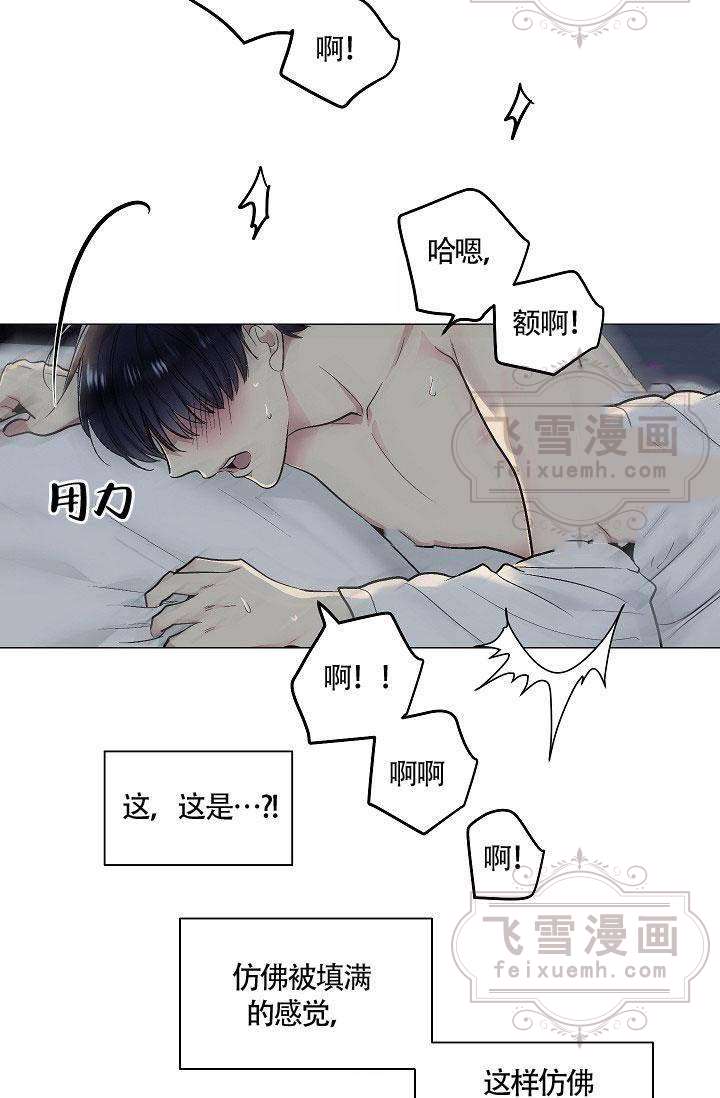 啊!
哈嗯,
额啊!
飞雪漫画
feixuemh.com
用力
啊！！
啊啊
这，这是…?!
啊!
飞雪漫画
feixuemh.com
仿佛被填满
的感觉,
这样仿佛